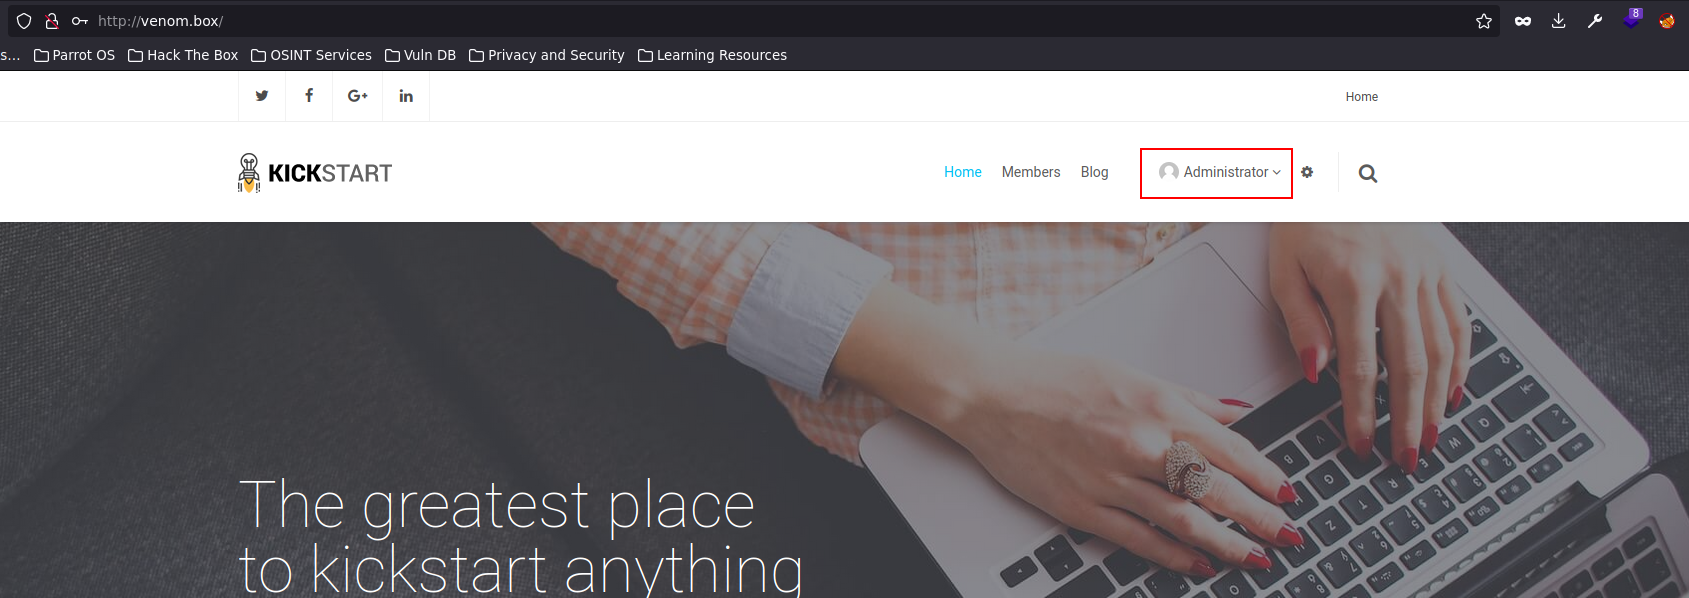 http://venom.box/
8
s... Parrot OS Hack The Box OSINT Services Vuln DB Privacy and Security Learning Resources
Home
KICKSTART
Home Members Blog Administrator
The greatest place
to kickstart anything